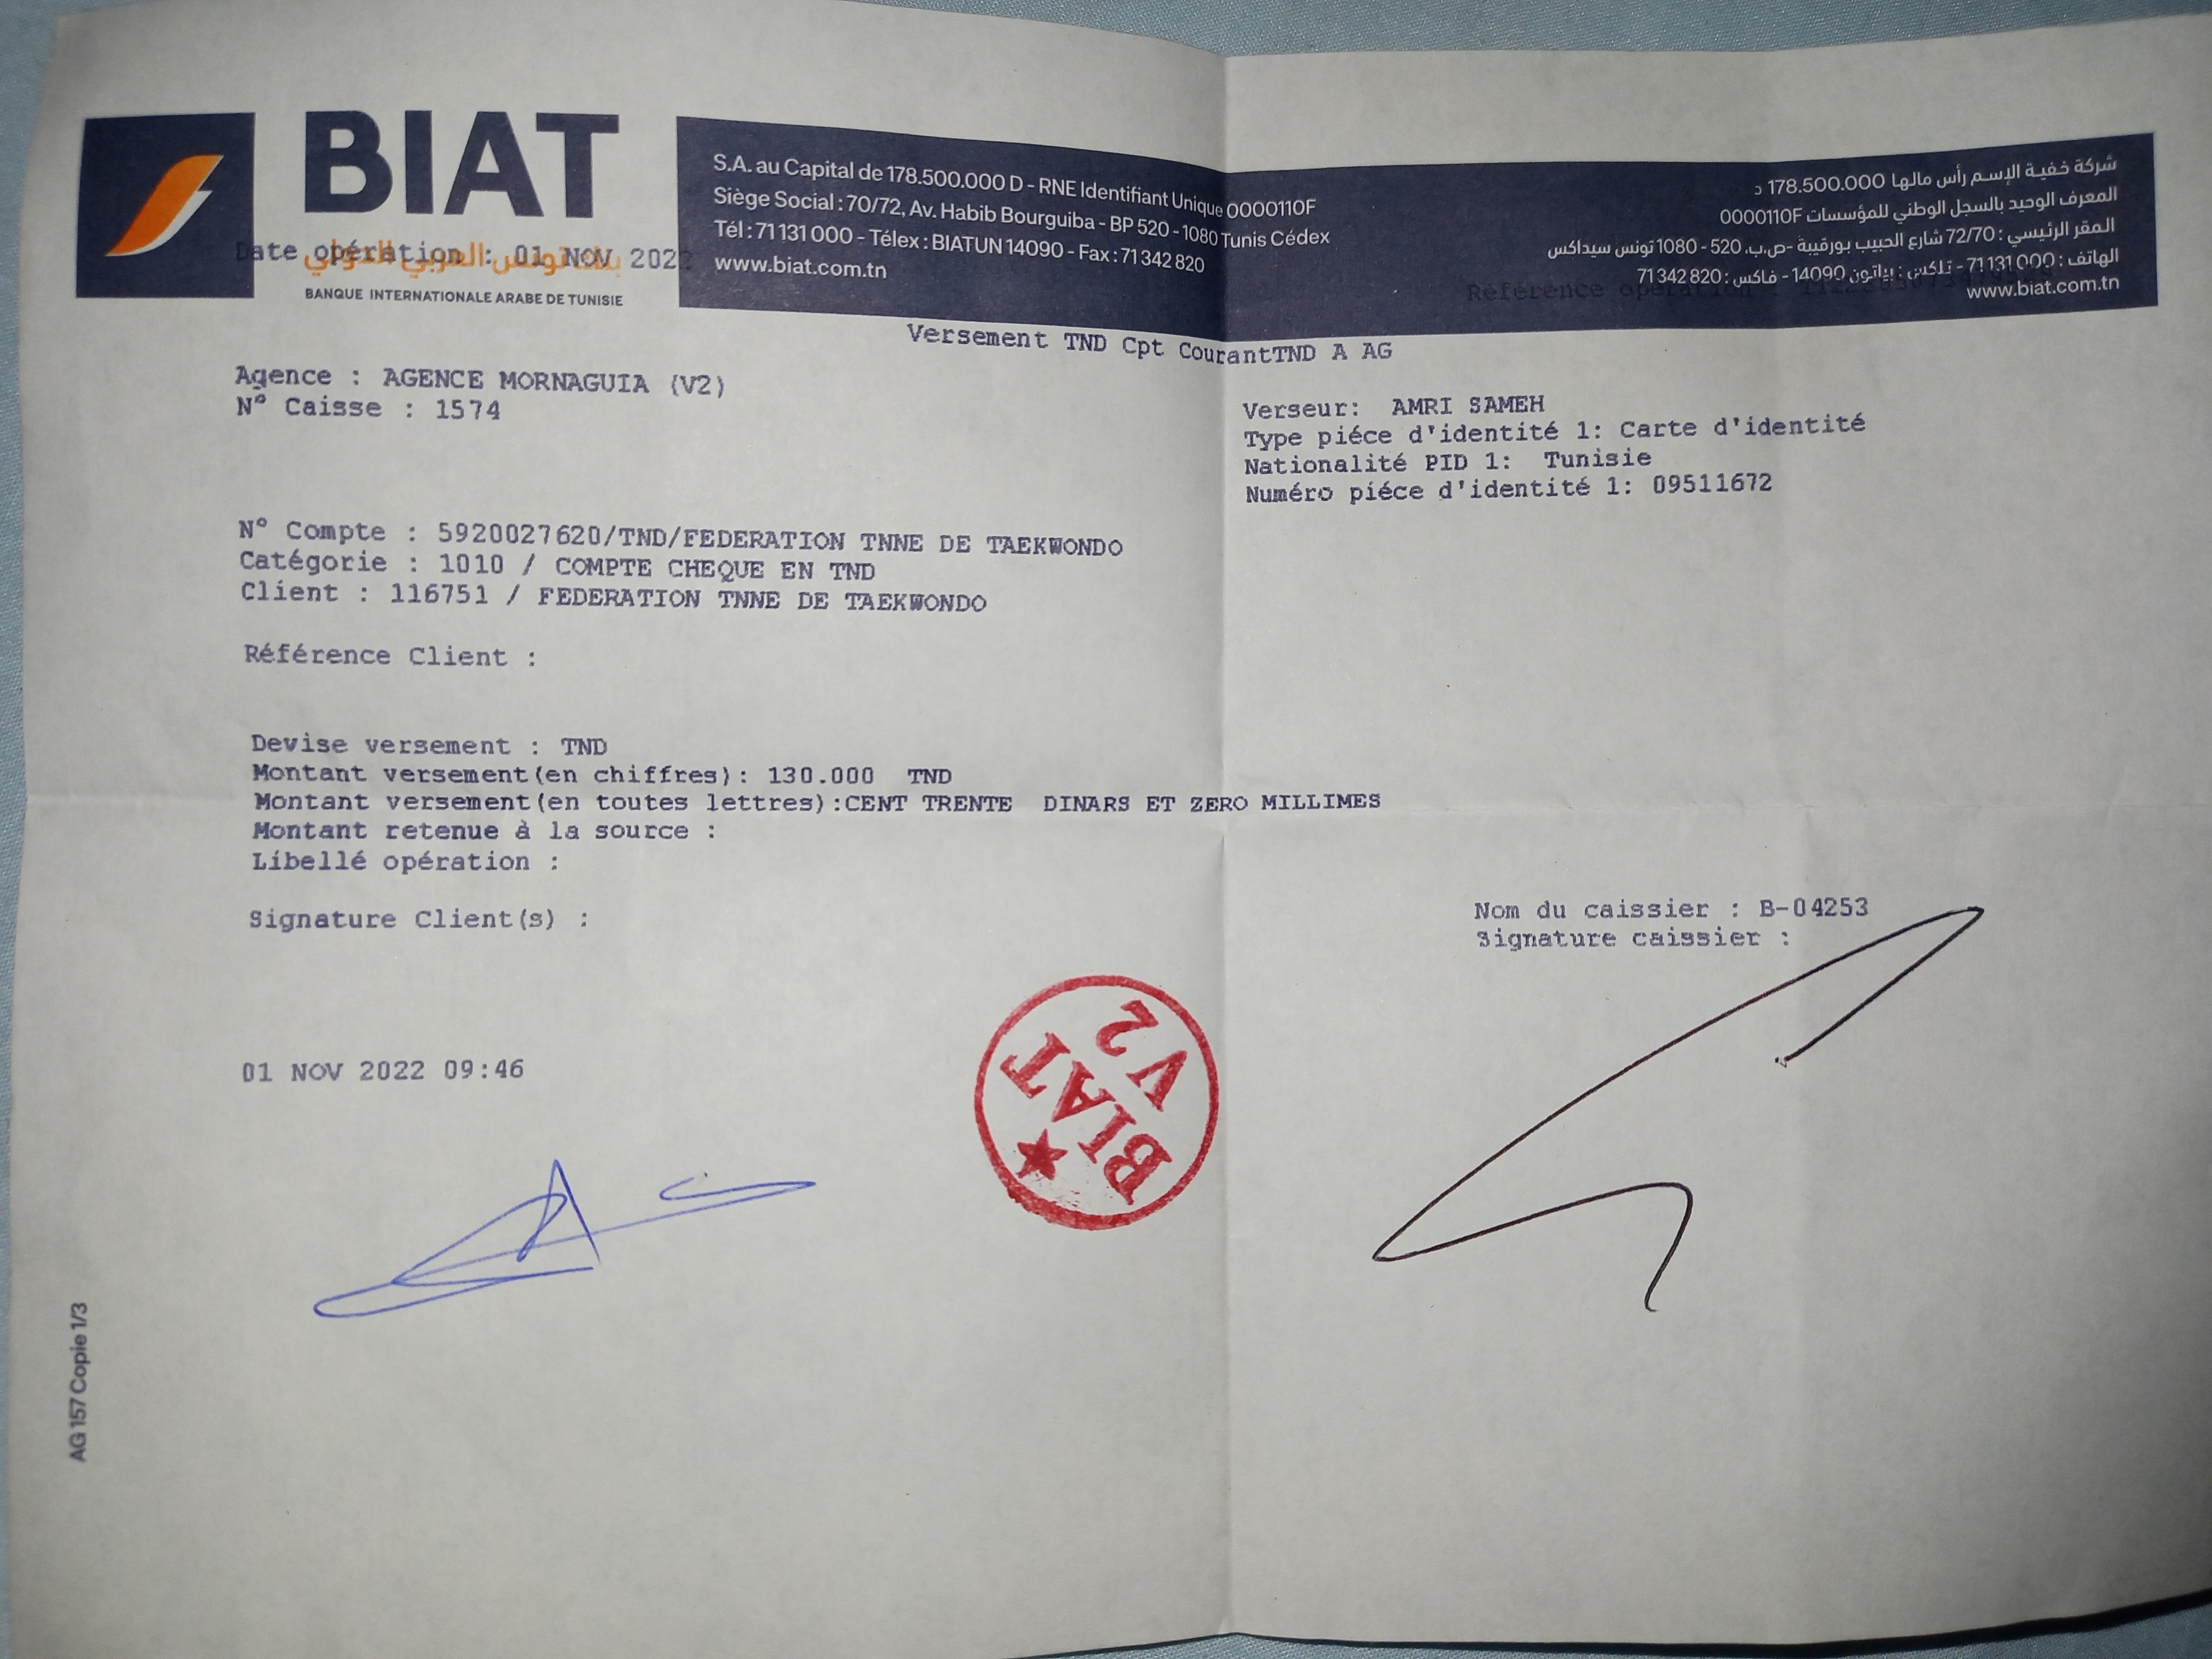 BIAT
بنك تونس العربي الدولي
BANQUE INTERNATIONALE ARABE DE TUNISIE
S.A. au Capital de 178.500.000 D - RNE Identifiant Unique 0000110F
Siège Social : 70/72, Av. Habib Bourguiba - BP 520 - 1080 Tunis Cédex
Tél : 71 131 000 - Télex : BIATUN 14090 - Fax : 71 342 820
www.biat.com.tn
شركة خفية الإسم رأس مالها 178.500.000 د
المعرف الوحيد بالسجل الوطني للمؤسسات 0000110F
المقر الرئيسي : 72/70 شارع الحبيب بورقيبة -ص.ب. 520 - 1080 تونس سيداكس
الهاتف : 71 131 000 - تلكس : بياتون 14090 - فاكس : 71 342 820
www.biat.com.tn
Date opération : 01 NOV 2022
Référence opération :
Versement TND Cpt CourantTND A AG
Agence : AGENCE MORNAGUIA (V2)
N° Caisse : 1574
Verseur: AMRI SAMEH
Type piéce d'identité 1: Carte d'identité
Nationalité PID 1: Tunisie
Numéro piéce d'identité 1: 09511672
N° Compte : 5920027620/TND/FEDERATION TNNE DE TAEKWONDO
Catégorie : 1010 / COMPTE CHEQUE EN TND
Client : 116751 / FEDERATION TNNE DE TAEKWONDO
Référence Client :
Devise versement : TND
Montant versement(en chiffres): 130.000 TND
Montant versement(en toutes lettres):CENT TRENTE DINARS ET ZERO MILLIMES
Montant retenue à la source :
Libellé opération :
Signature Client(s) :
Nom du caissier : B-04253
Signature caissier :
01 NOV 2022 09:46
BIAT
V2
AG 157 Copie 1/3